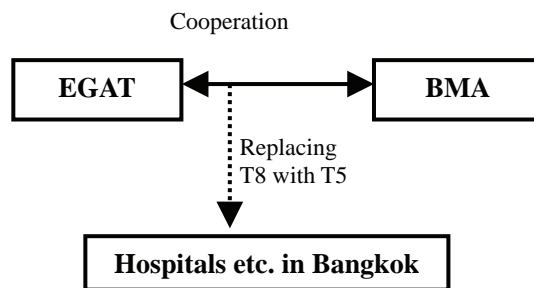 Cooperation
EGAT
BMA
Replacing
T8 with T5
Hospitals etc. in Bangkok